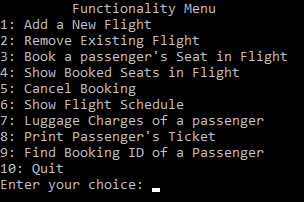 Functionality Menu
1: Add a New Flight
2: Remove Existing Flight
3: Book a passenger's Seat in Flight
4: Show Booked Seats in Flight
5: Cancel Booking
6: Show Flight Schedule
7: Luggage Charges of a passenger
8: Print Passenger's Ticket
9: Find Booking ID of a Passenger
10: Quit
Enter your choice: